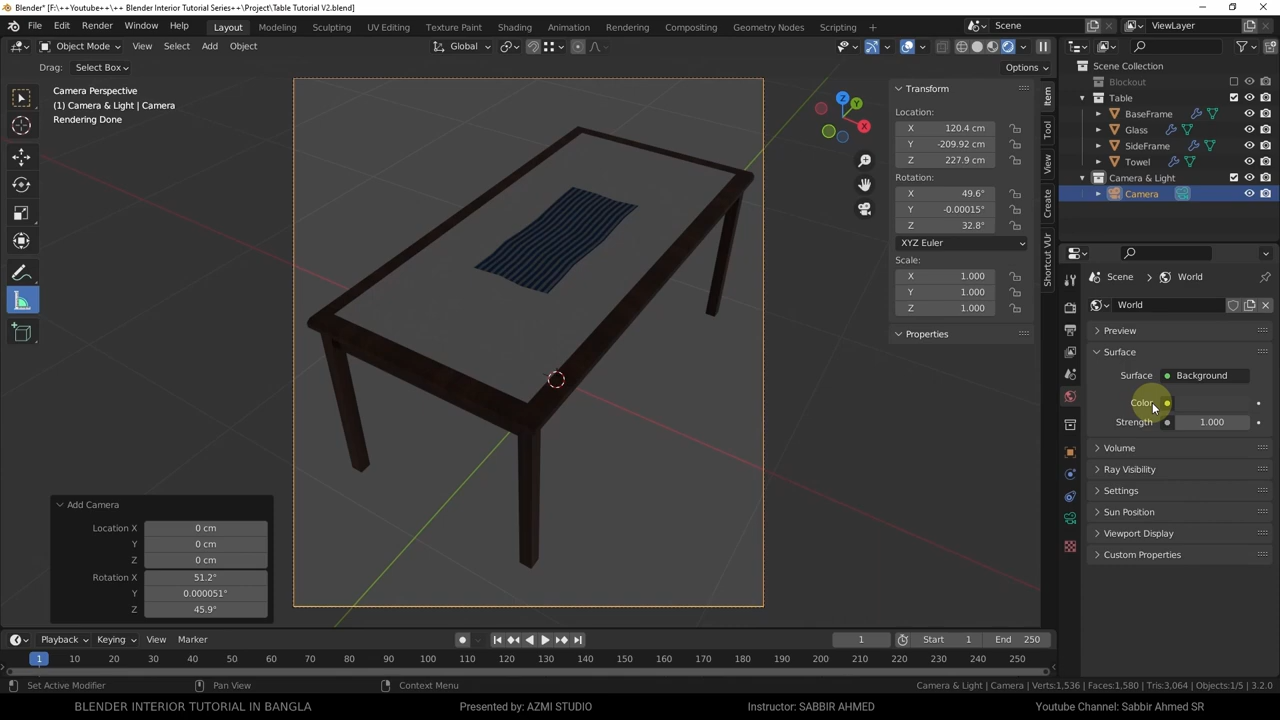 Blender* [F:\++Youtube++\++ Blender Interior Tutorial Series++\Project\Table Tutorial V2.blend]
File Edit Render Window Help Layout Modeling Sculpting UV Editing Texture Paint Shading Animation Rendering Compositing Geometry Nodes Scripting Scene ViewLayer
Object Mode View Select Add Object Global
Drag: Select Box Options
Camera Perspective
(1) Camera & Light | Camera
Rendering Done
Z
Y
X
Transform
Location:
X 120.4 cm
Y -209.92 cm
Z 227.9 cm
Rotation:
X 49.6°
Y -0.00015°
Z 32.8°
XYZ Euler
Scale:
X 1.000
Y 1.000
Z 1.000
Properties
Item
Tool
View
Create
Shortcut VUr
Scene Collection
Blockout
Table
BaseFrame
Glass
SideFrame
Towel
Camera & Light
Camera
Scene World
World
Preview
Surface
Surface Background
Color
Strength 1.000
Volume
Ray Visibility
Settings
Sun Position
Viewport Display
Custom Properties
Add Camera
Location X 0 cm
Y 0 cm
Z 0 cm
Rotation X 51.2°
Y 0.000051°
Z 45.9°
Playback Keying View Marker 1 Start 1 End 250
1 10 20 30 40 50 60 70 80 90 100 110 120 130 140 150 160 170 180 190 200 210 220 230 240 250
Set Active Modifier Pan View Context Menu Camera & Light | Camera | Verts:1,536 | Faces:1,580 | Tris:3,064 | Objects:1/5 | 3.2.0
BLENDER INTERIOR TUTORIAL IN BANGLA Presented by: AZMI STUDIO Instructor: SABBIR AHMED Youtube Channel: Sabbir Ahmed SR